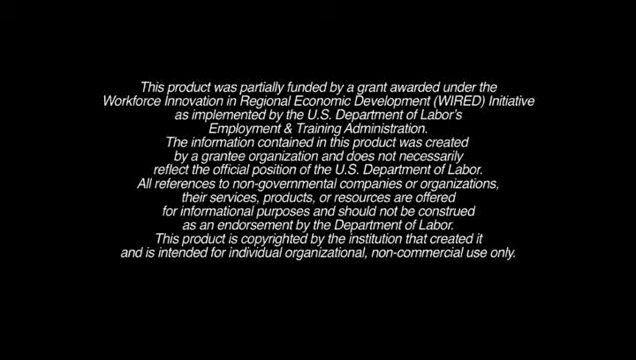 This product was partially funded by a grant awarded under the
Workforce Innovation in Regional Economic Development (WIRED) Initiative
as implemented by the U.S. Department of Labor's
Employment & Training Administration.
The information contained in this product was created
by a grantee organization and does not necessarily
reflect the official position of the U.S. Department of Labor.
All references to non-governmental companies or organizations,
their services, products, or resources are offered
for informational purposes and should not be construed
as an endorsement by the Department of Labor.
This product is copyrighted by the institution that created it
and is intended for individual organizational, non-commercial use only.